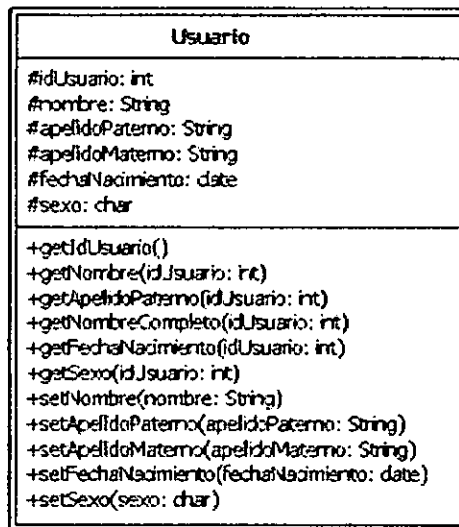 Usuario
#idUsuario: int
#nombre: String
#apellidoPaterno: String
#apellidoMaterno: String
#fechaNacimiento: date
#sexo: char
+getIdUsuario()
+getNombre(idUsuario: int)
+getApellidoPaterno(idUsuario: int)
+getNombreCompleto(idUsuario: int)
+getFechaNacimiento(idUsuario: int)
+getSexo(idUsuario: int)
+setNombre(nombre: String)
+setApellidoPaterno(apellidoPaterno: String)
+setApellidoMaterno(apellidoMaterno: String)
+setFechaNacimiento(fechaNacimiento: date)
+setSexo(sexo: char)